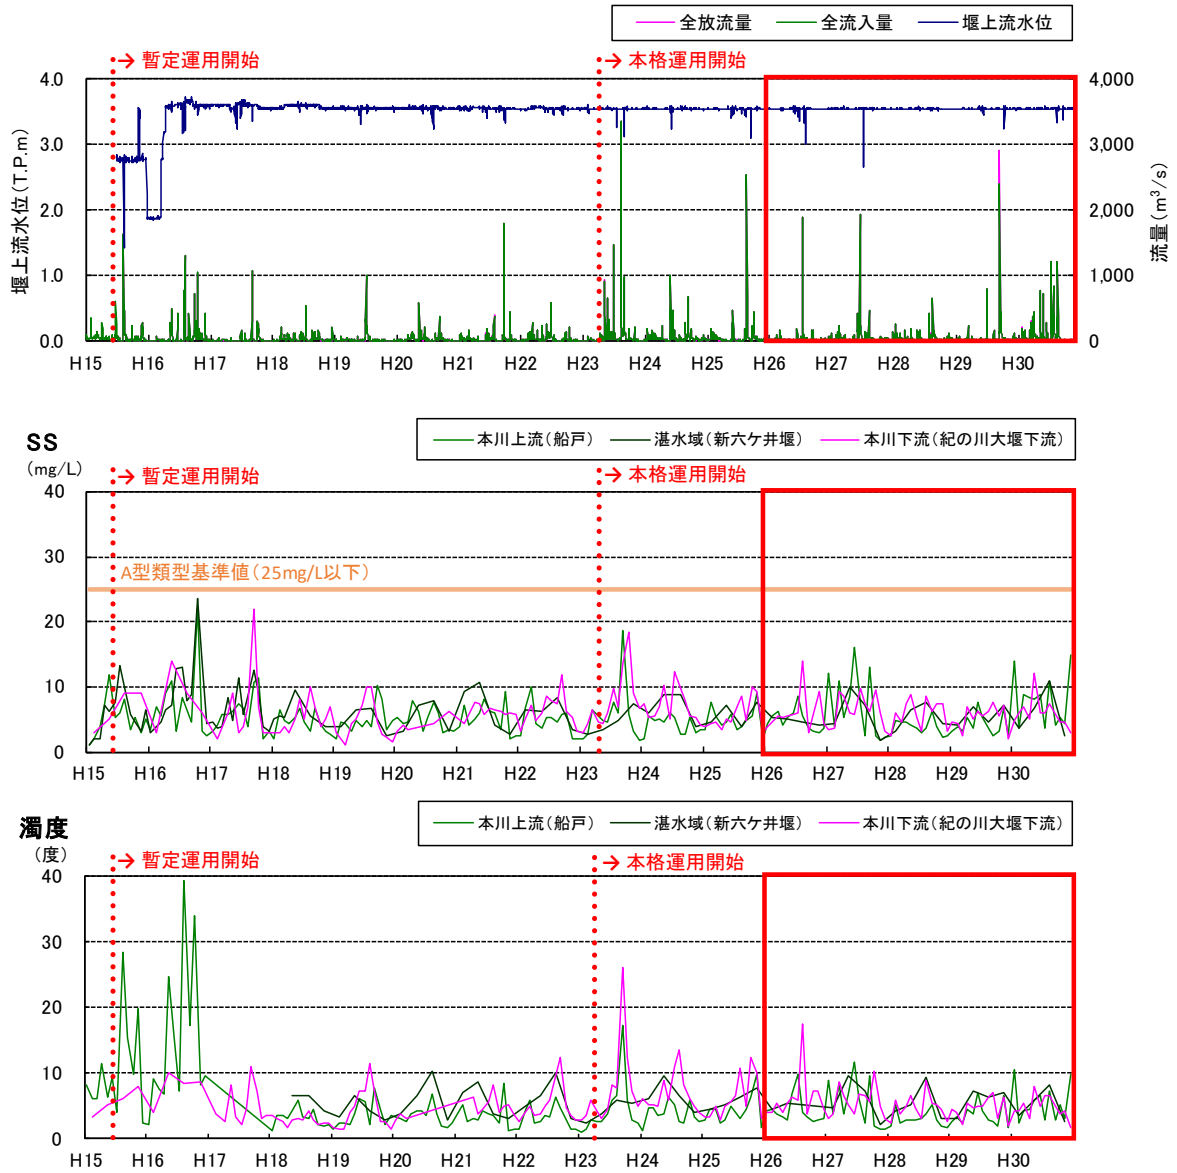 全放流量 全流入量 堰上流水位
→ 暫定運用開始 → 本格運用開始
堰上流水位(T.P.m)
4.0
3.0
2.0
1.0
0.0
4,000
3,000
2,000
1,000
0
流量(m³/s)
H15 H16 H17 H18 H19 H20 H21 H22 H23 H24 H25 H26 H27 H28 H29 H30
SS
(mg/L)
本川上流(船戸) 湛水域(新六ケ井堰) 本川下流(紀の川大堰下流)
→ 暫定運用開始 → 本格運用開始
A型類型基準値(25mg/L以下)
40
30
20
10
0
H15 H16 H17 H18 H19 H20 H21 H22 H23 H24 H25 H26 H27 H28 H29 H30
濁度
(度)
本川上流(船戸) 湛水域(新六ケ井堰) 本川下流(紀の川大堰下流)
→ 暫定運用開始 → 本格運用開始
40
30
20
10
0
H15 H16 H17 H18 H19 H20 H21 H22 H23 H24 H25 H26 H27 H28 H29 H30